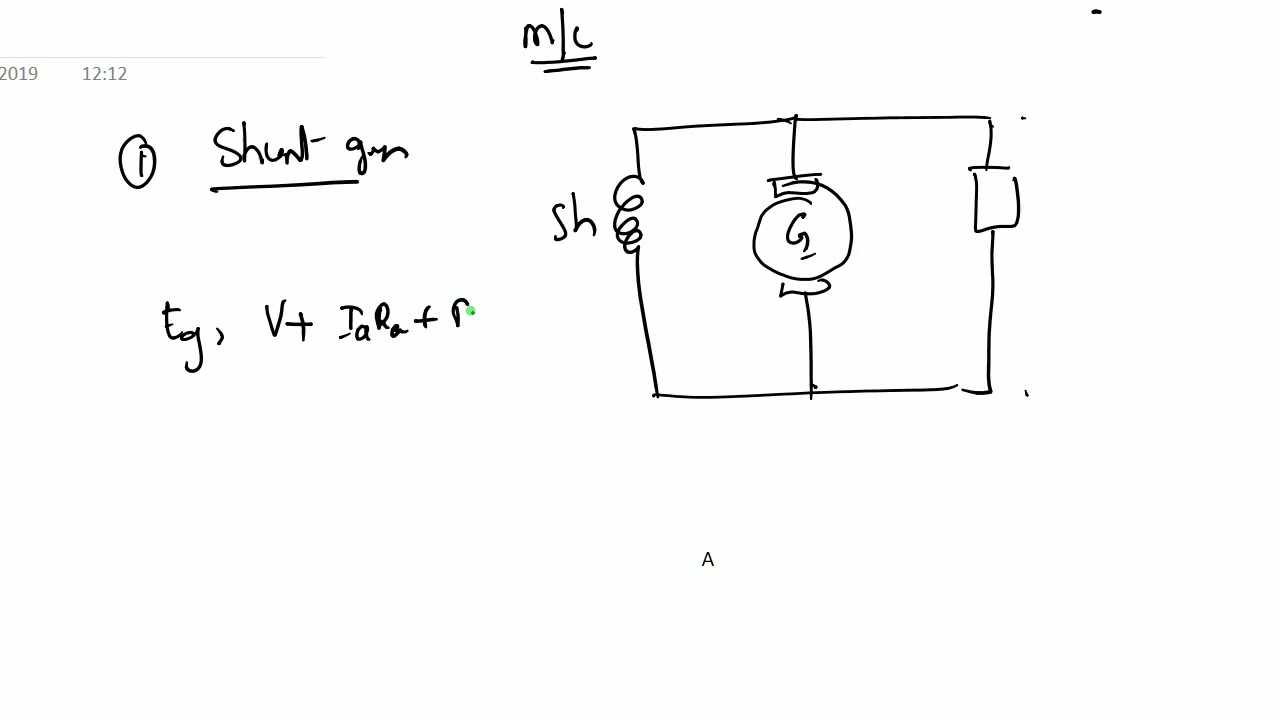 m/c
2019 12:12
① Shunt gen
Sh
G
Eg, V + IaRa +
A